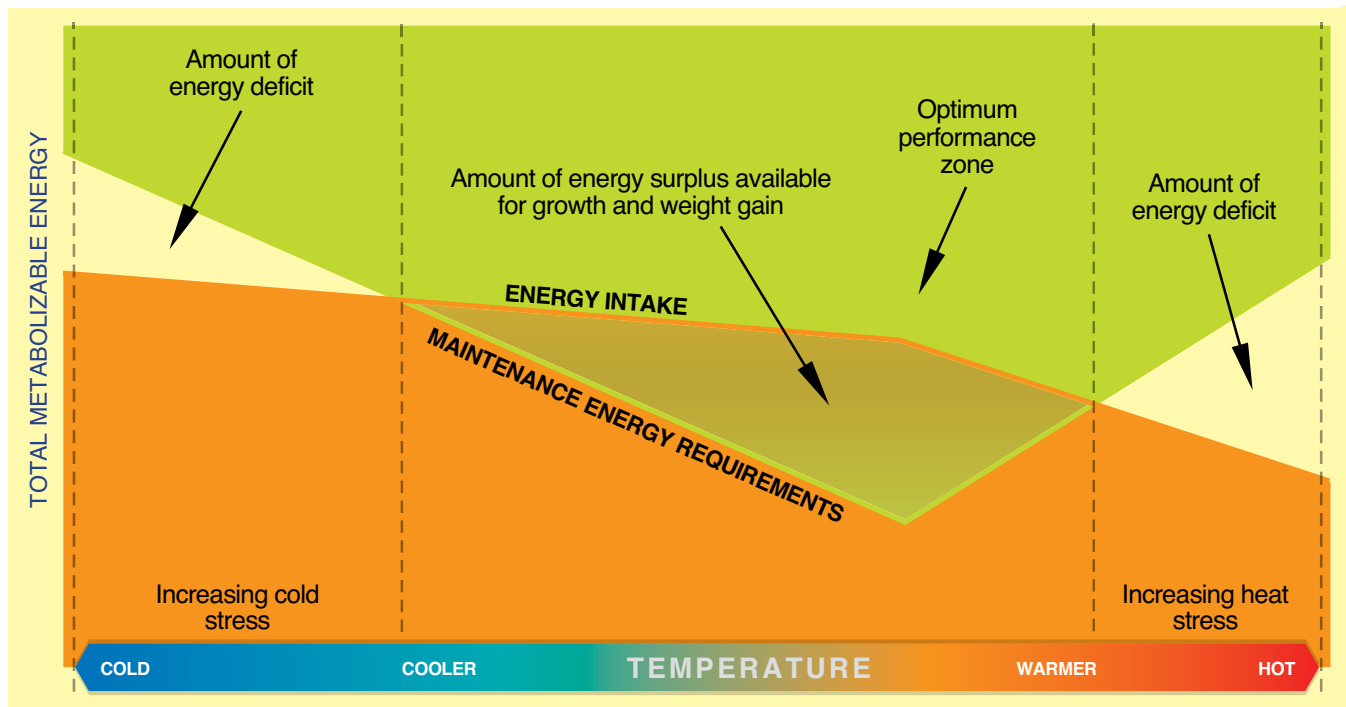 TOTAL METABOLIZABLE ENERGY
Amount of
energy deficit
Amount of energy surplus available
for growth and weight gain
Optimum
performance
zone
Amount of
energy deficit
ENERGY INTAKE
MAINTENANCE ENERGY REQUIREMENTS
Increasing cold
stress
Increasing heat
stress
COLD
COOLER
TEMPERATURE
WARMER
HOT